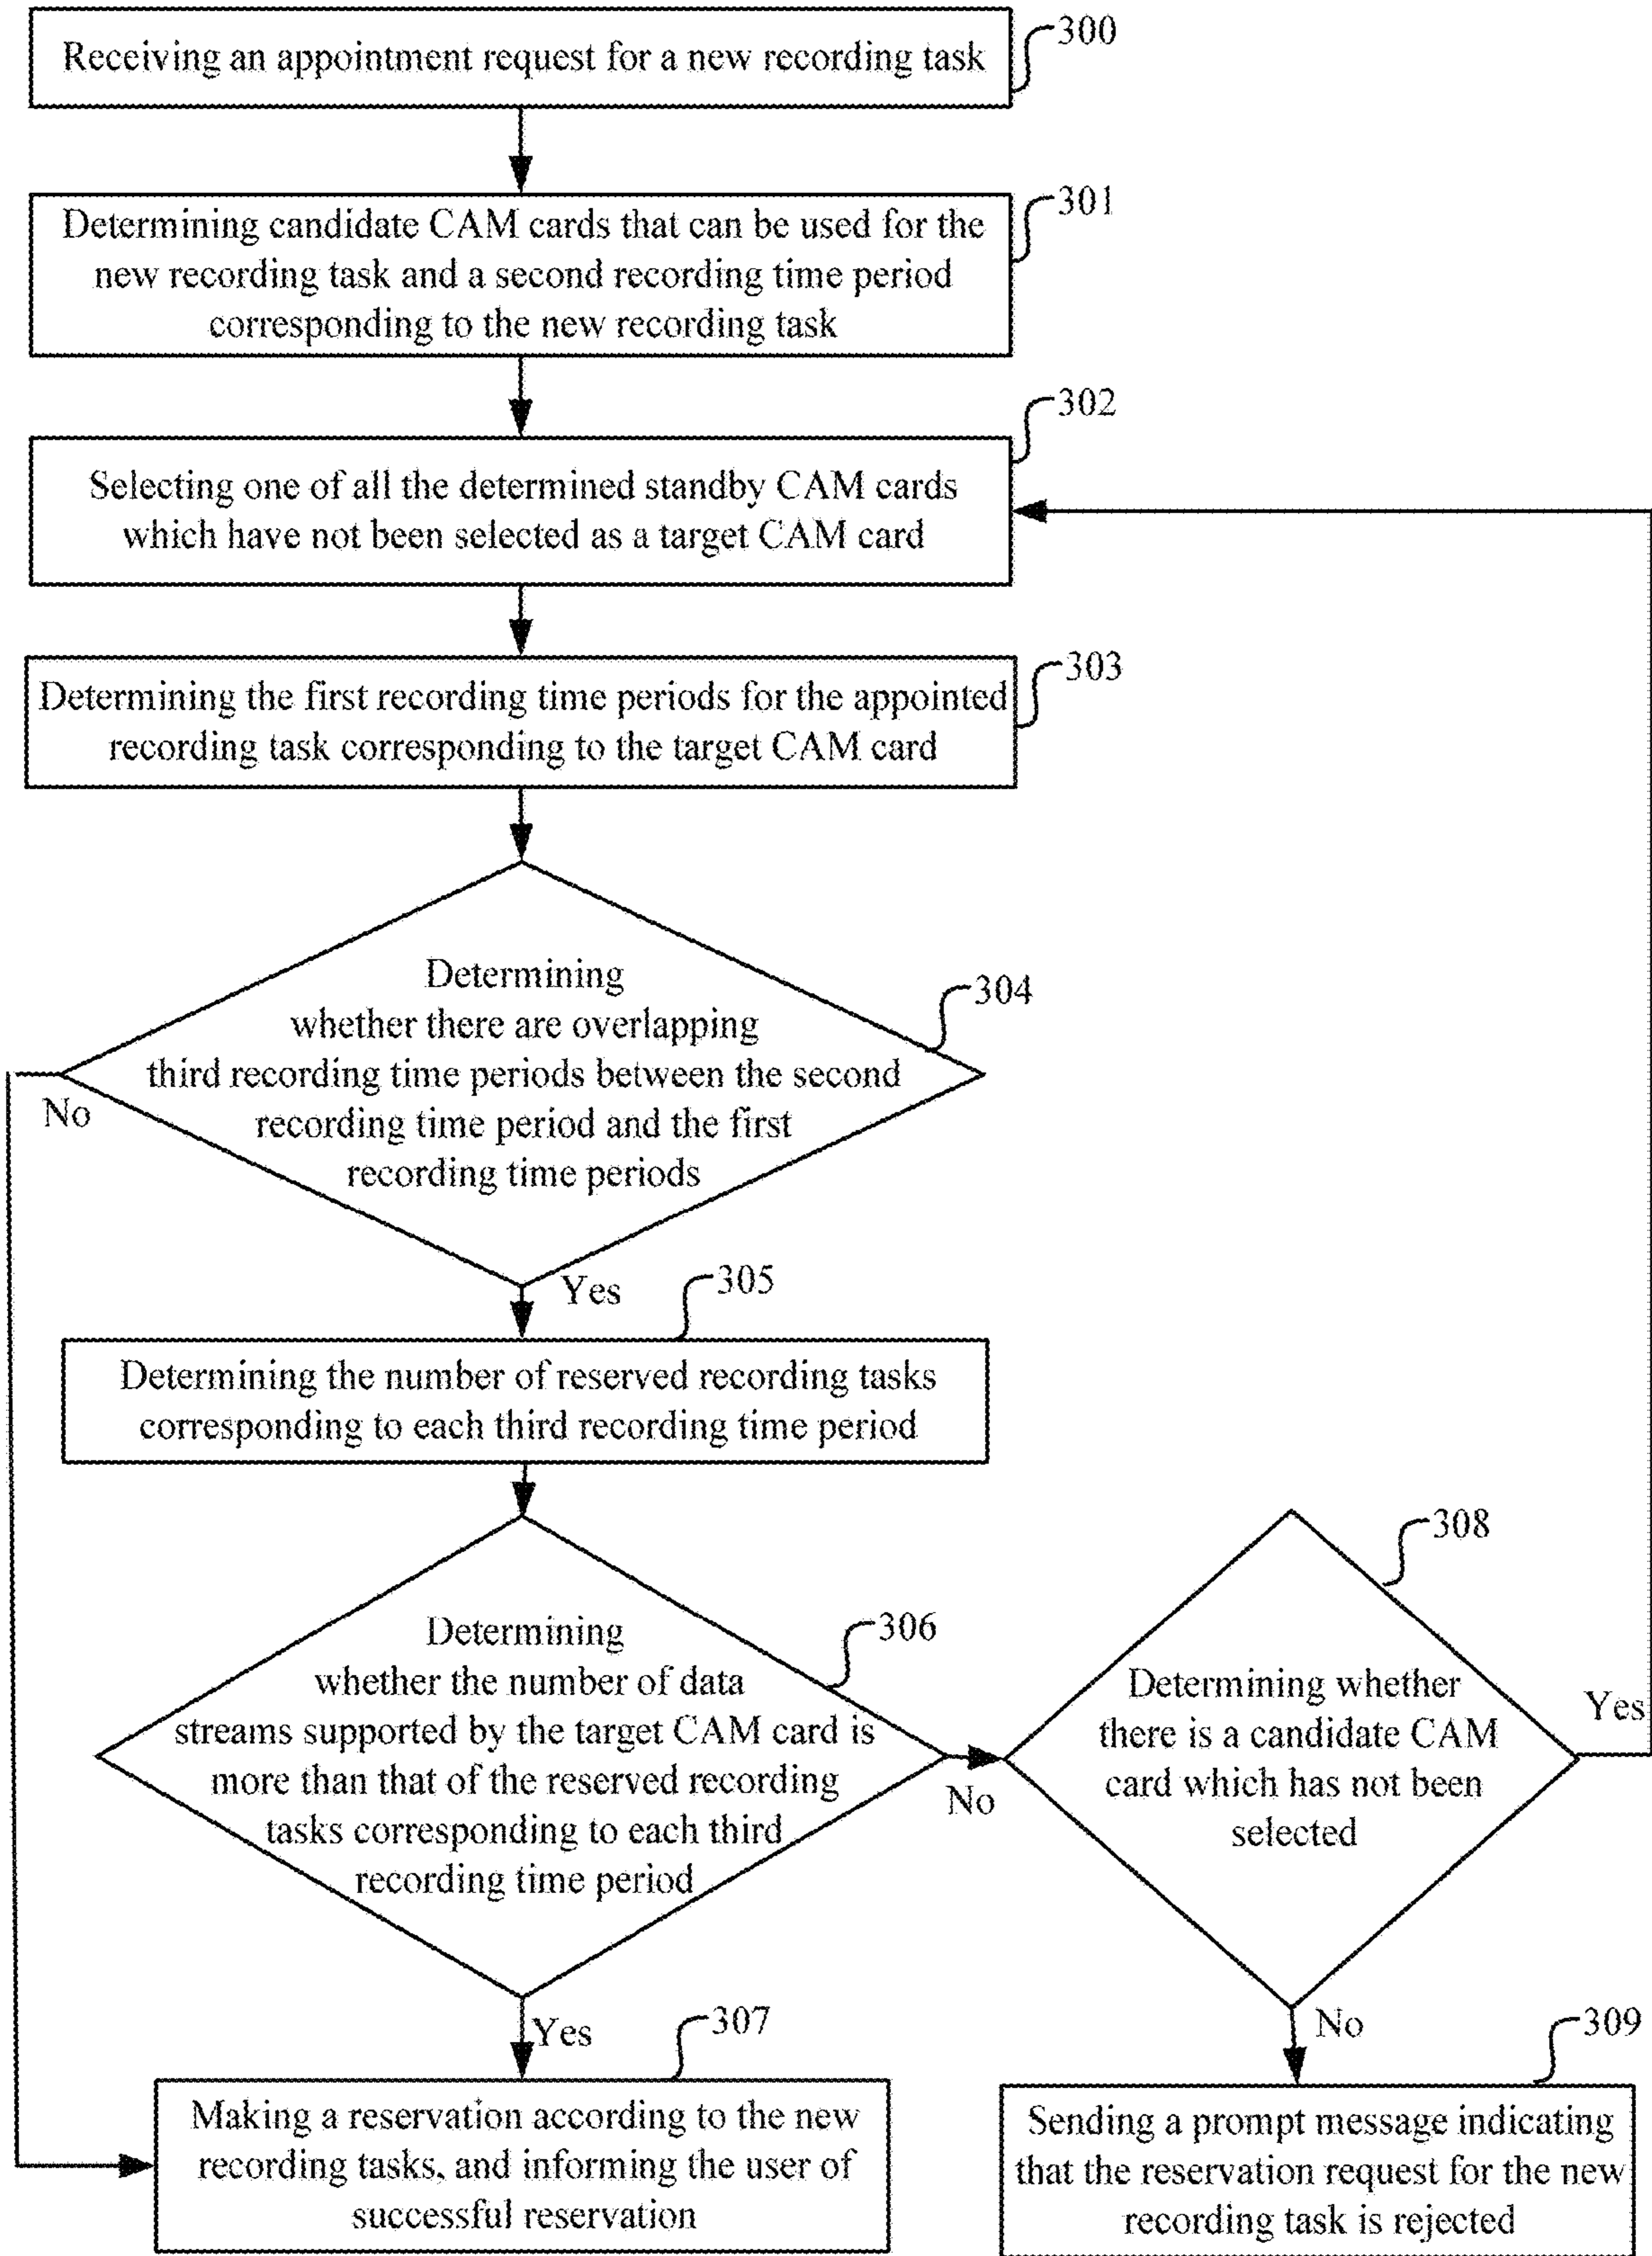 Receiving an appointment request for a new recording task
300
Determining candidate CAM cards that can be used for the
new recording task and a second recording time period
corresponding to the new recording task
301
Selecting one of all the determined standby CAM cards
which have not been selected as a target CAM card
302
Determining the first recording time periods for the appointed
recording task corresponding to the target CAM card
303
Determining
whether there are overlapping
third recording time periods between the second
recording time period and the first
recording time periods
304
No
Yes
305
Determining the number of reserved recording tasks
corresponding to each third recording time period
Determining
whether the number of data
streams supported by the target CAM card is
more than that of the reserved recording
tasks corresponding to each third
recording time period
306
No
308
Determining whether
there is a candidate CAM
card which has not been
selected
Yes
Yes
307
Making a reservation according to the new
recording tasks, and informing the user of
successful reservation
No
309
Sending a prompt message indicating
that the reservation request for the new
recording task is rejected